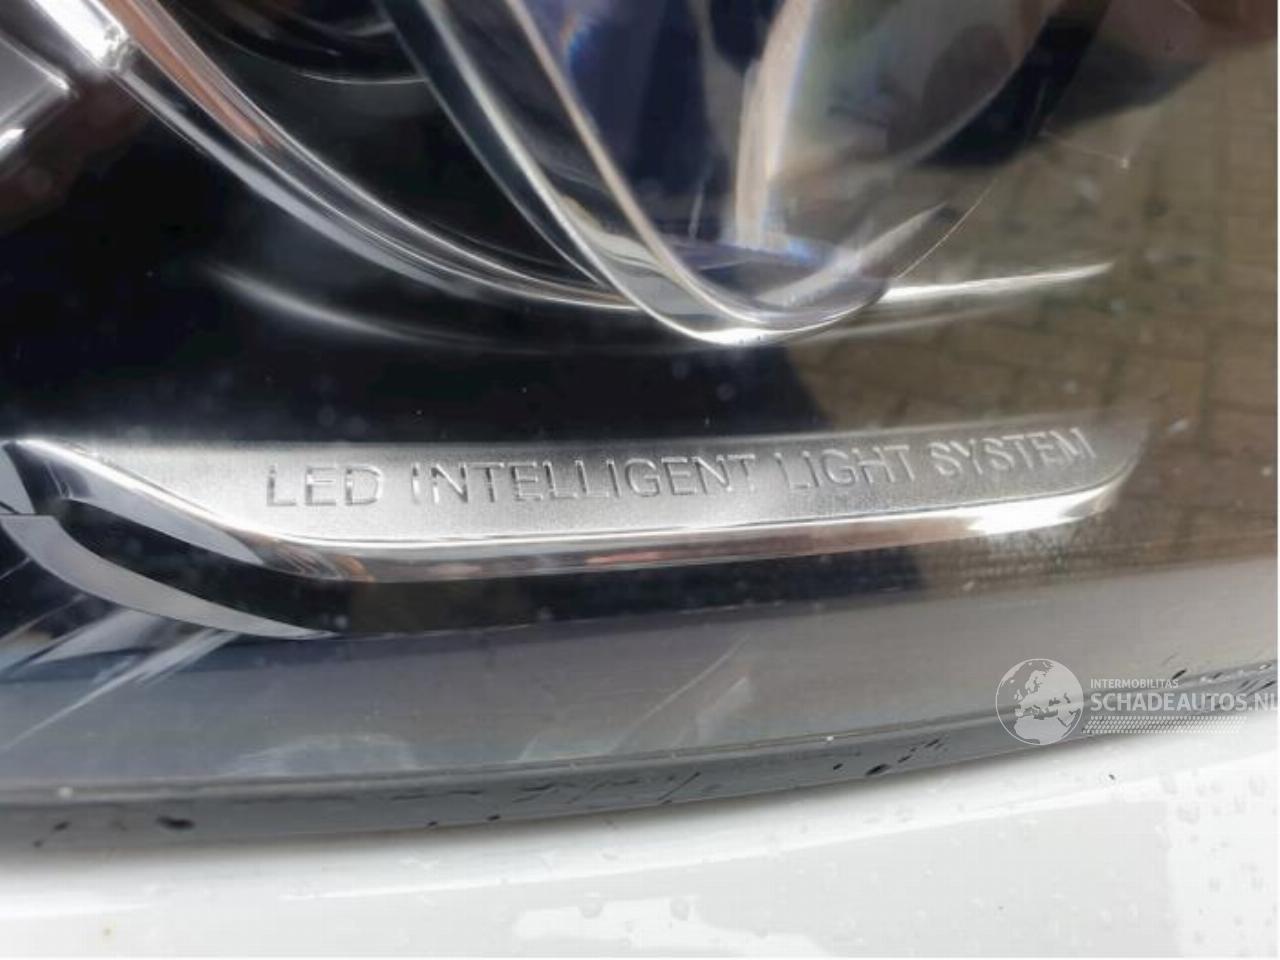 LED INTELLIGENT LIGHT SYSTEM
INTERMOBILITAS
SCHADEAUTOS.NL